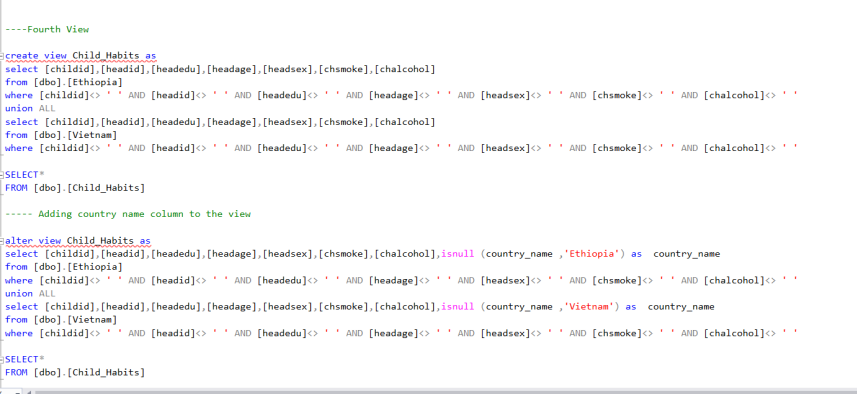 ----Fourth View
create view Child_Habits as
select [childid],[headid],[headedu],[headage],[headsex],[chsmoke],[chalcohol]
from [dbo].[Ethiopia]
where [childid]<> ' ' AND [headid]<> ' ' AND [headedu]<> ' ' AND [headage]<> ' ' AND [headsex]<> ' ' AND [chsmoke]<> ' ' AND [chalcohol]<> ' '
union ALL
select [childid],[headid],[headedu],[headage],[headsex],[chsmoke],[chalcohol]
from [dbo].[Vietnam]
where [childid]<> ' ' AND [headid]<> ' ' AND [headedu]<> ' ' AND [headage]<> ' ' AND [headsex]<> ' ' AND [chsmoke]<> ' ' AND [chalcohol]<> ' '
SELECT*
FROM [dbo].[Child_Habits]
----- Adding country name column to the view
alter view Child_Habits as
select [childid],[headid],[headedu],[headage],[headsex],[chsmoke],[chalcohol],isnull (country_name ,'Ethiopia') as  country_name
from [dbo].[Ethiopia]
where [childid]<> ' ' AND [headid]<> ' ' AND [headedu]<> ' ' AND [headage]<> ' ' AND [headsex]<> ' ' AND [chsmoke]<> ' ' AND [chalcohol]<> ' '
union ALL
select [childid],[headid],[headedu],[headage],[headsex],[chsmoke],[chalcohol],isnull (country_name ,'Vietnam') as  country_name
from [dbo].[Vietnam]
where [childid]<> ' ' AND [headid]<> ' ' AND [headedu]<> ' ' AND [headage]<> ' ' AND [headsex]<> ' ' AND [chsmoke]<> ' ' AND [chalcohol]<> ' '
SELECT*
FROM [dbo].[Child_Habits]